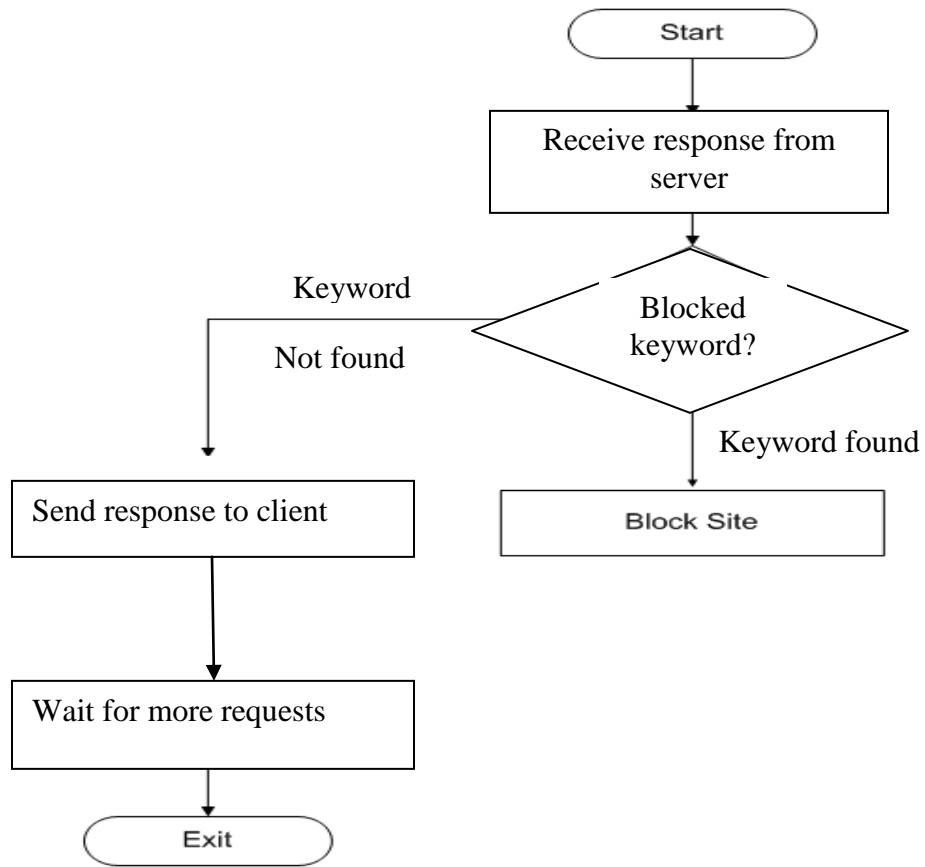 Start
Receive response from
server
Blocked
keyword?
Keyword
Not found
Keyword found
Send response to client
Block Site
Wait for more requests
Exit